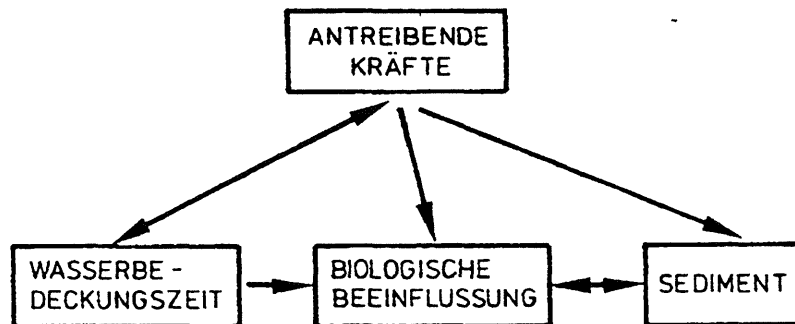 ANTREIBENDE
KRÄFTE
WASSERBE-
DECKUNGSZEIT
BIOLOGISCHE
BEEINFLUSSUNG
SEDIMENT